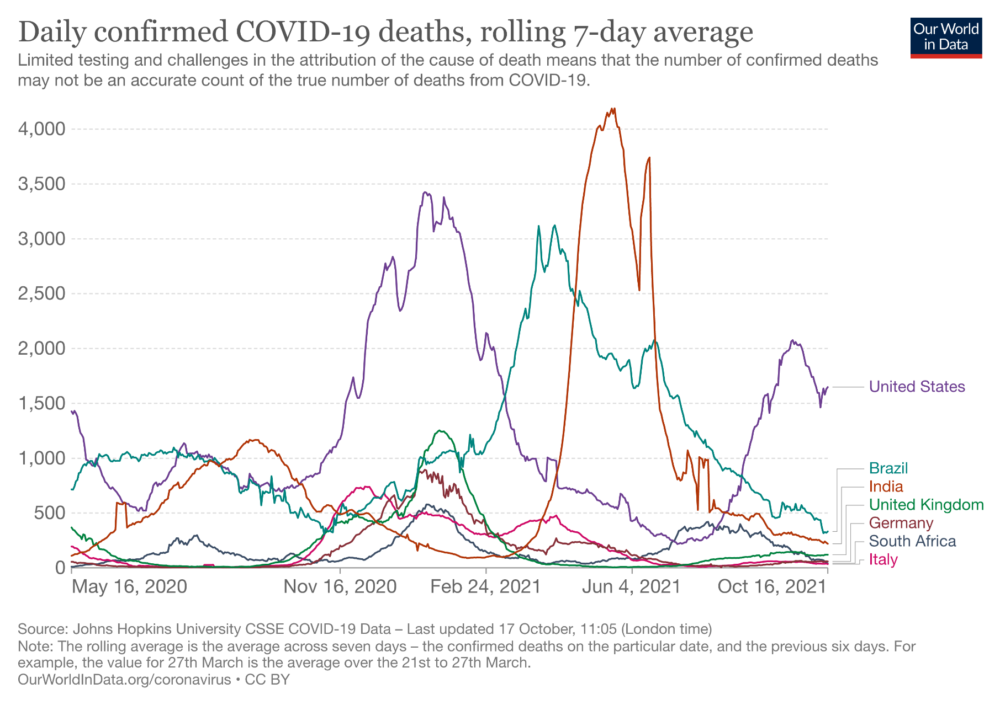 Daily confirmed COVID-19 deaths, rolling 7-day average
Our World
in Data
Limited testing and challenges in the attribution of the cause of death means that the number of confirmed deaths
may not be an accurate count of the true number of deaths from COVID-19.
4,000
3,500
3,000
2,500
2,000
1,500
1,000
500
0
United States
Brazil
India
United Kingdom
Germany
South Africa
Italy
May 16, 2020
Nov 16, 2020
Feb 24, 2021
Jun 4, 2021
Oct 16, 2021
Source: Johns Hopkins University CSSE COVID-19 Data – Last updated 17 October, 11:05 (London time)
Note: The rolling average is the average across seven days – the confirmed deaths on the particular date, and the previous six days. For
example, the value for 27th March is the average over the 21st to 27th March.
OurWorldInData.org/coronavirus • CC BY